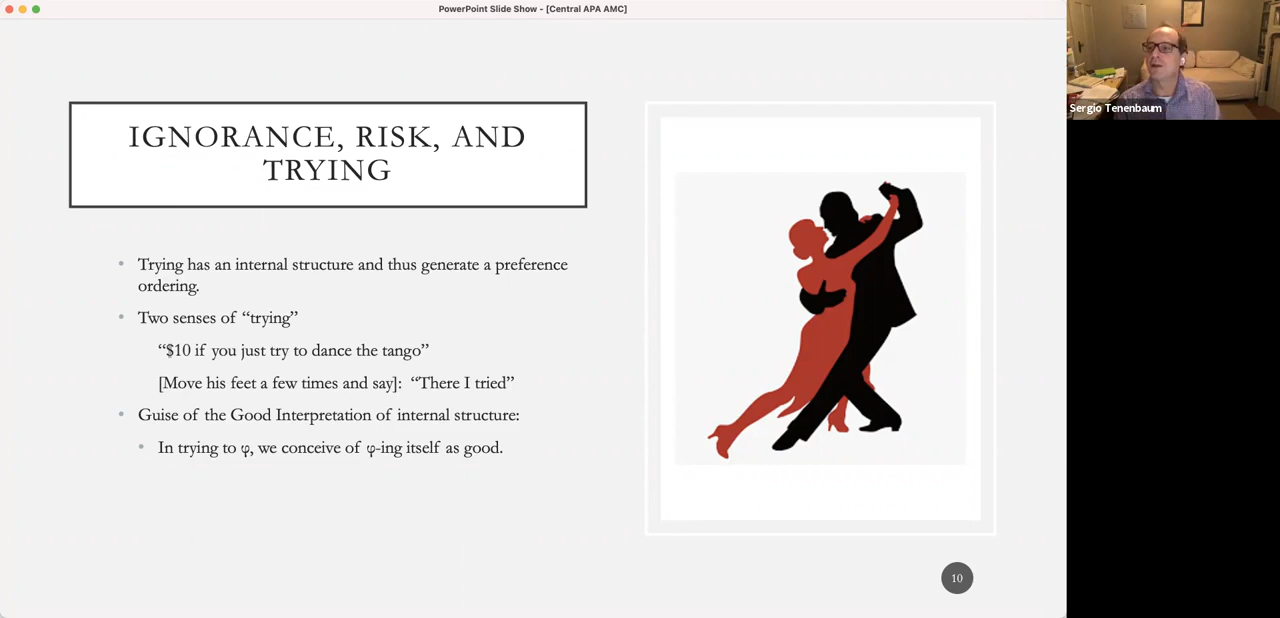 PowerPoint Slide Show - [Central APA AMC]
Sergio Tenenbaum
IGNORANCE, RISK, AND
TRYING
• Trying has an internal structure and thus generate a preference
ordering.
• Two senses of “trying”
“$10 if you just try to dance the tango”
[Move his feet a few times and say]: “There I tried”
• Guise of the Good Interpretation of internal structure:
• In trying to φ, we conceive of φ-ing itself as good.
10